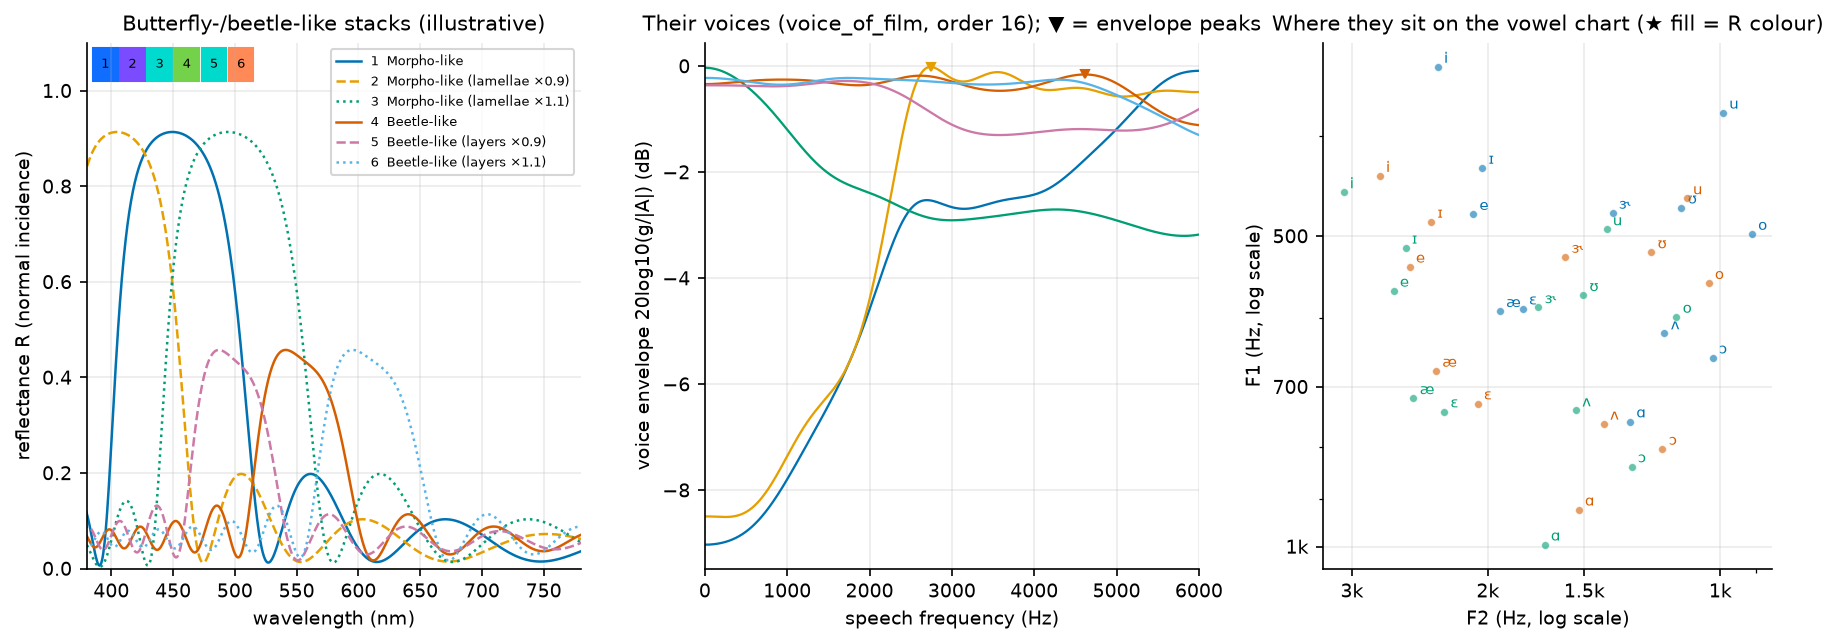 Butterfly-/beetle-like stacks (illustrative)
1 2 3 4 5 6
1 Morpho-like
2 Morpho-like (lamellae ×0.9)
3 Morpho-like (lamellae ×1.1)
4 Beetle-like
5 Beetle-like (layers ×0.9)
6 Beetle-like (layers ×1.1)
reflectance R (normal incidence)
1.0
0.8
0.6
0.4
0.2
0.0
400 450 500 550 600 650 700 750
wavelength (nm)
Their voices (voice_of_film, order 16); ▼ = envelope peaks
voice envelope 20log10(g/|A|) (dB)
0
−2
−4
−6
−8
0 1000 2000 3000 4000 5000 6000
speech frequency (Hz)
Where they sit on the vowel chart (★ fill = R colour)
F1 (Hz, log scale)
500
700
1k
i
u
i
ɪ
i
u
ʊ
e
ɝ
u
o
ɪ
ɪ
ɝ
ʊ
e
o
e
ʊ
æ
ɛ
ɝ
o
ʌ
ɔ
æ
æ
ɛ
ɛ
ʌ
ʌ
ɑ
ɔ
ɔ
ɑ
ɑ
3k 2k 1.5k 1k
F2 (Hz, log scale)